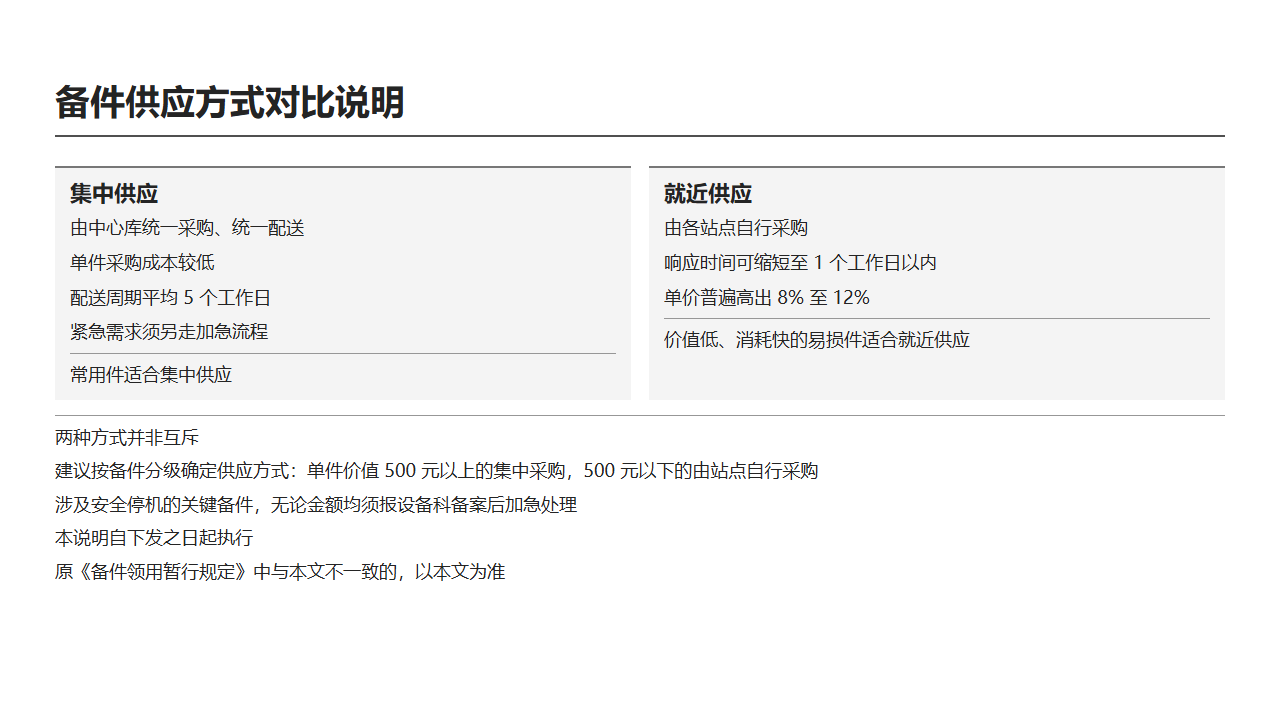 备件供应方式对比说明
集中供应
由中心库统一采购、统一配送
单件采购成本较低
配送周期平均 5 个工作日
紧急需求须另走加急流程
常用件适合集中供应
就近供应
由各站点自行采购
响应时间可缩短至 1 个工作日以内
单价普遍高出 8% 至 12%
价值低、消耗快的易损件适合就近供应
两种方式并非互斥
建议按备件分级确定供应方式：单件价值 500 元以上的集中采购，500 元以下的由站点自行采购
涉及安全停机的关键备件，无论金额均须报设备科备案后加急处理
本说明自下发之日起执行
原《备件领用暂行规定》中与本文不一致的，以本文为准